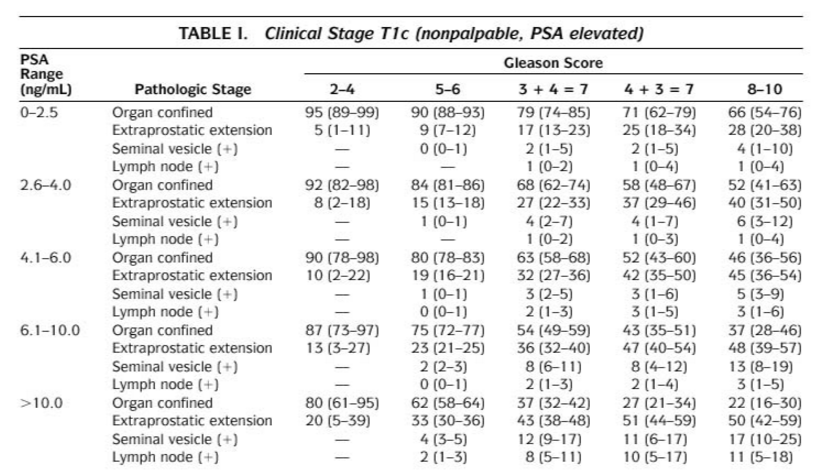 TABLE I. Clinical Stage T1c (nonpalpable, PSA elevated)
PSA Range (ng/mL) Pathologic Stage Gleason Score
2–4 5–6 3 + 4 = 7 4 + 3 = 7 8–10
0–2.5 Organ confined 95 (89–99) 90 (88–93) 79 (74–85) 71 (62–79) 66 (54–76)
Extraprostatic extension 5 (1–11) 9 (7–12) 17 (13–23) 25 (18–34) 28 (20–38)
Seminal vesicle (+) — 0 (0–1) 2 (1–5) 2 (1–5) 4 (1–10)
Lymph node (+) — — 1 (0–2) 1 (0–4) 1 (0–4)
2.6–4.0 Organ confined 92 (82–98) 84 (81–86) 68 (62–74) 58 (48–67) 52 (41–63)
Extraprostatic extension 8 (2–18) 15 (13–18) 27 (22–33) 37 (29–46) 40 (31–50)
Seminal vesicle (+) — 1 (0–1) 4 (2–7) 4 (1–7) 6 (3–12)
Lymph node (+) — — 1 (0–2) 1 (0–3) 1 (0–4)
4.1–6.0 Organ confined 90 (78–98) 80 (78–83) 63 (58–68) 52 (43–60) 46 (36–56)
Extraprostatic extension 10 (2–22) 19 (16–21) 32 (27–36) 42 (35–50) 45 (36–54)
Seminal vesicle (+) — 1 (0–1) 3 (2–5) 3 (1–6) 5 (3–9)
Lymph node (+) — 0 (0–1) 2 (1–3) 3 (1–5) 3 (1–6)
6.1–10.0 Organ confined 87 (73–97) 75 (72–77) 54 (49–59) 43 (35–51) 37 (28–46)
Extraprostatic extension 13 (3–27) 23 (21–25) 36 (32–40) 47 (40–54) 48 (39–57)
Seminal vesicle (+) — 2 (2–3) 8 (6–11) 8 (4–12) 13 (8–19)
Lymph node (+) — 0 (0–1) 2 (1–3) 2 (1–4) 3 (1–5)
>10.0 Organ confined 80 (61–95) 62 (58–64) 37 (32–42) 27 (21–34) 22 (16–30)
Extraprostatic extension 20 (5–39) 33 (30–36) 43 (38–48) 51 (44–59) 50 (42–59)
Seminal vesicle (+) — 4 (3–5) 12 (9–17) 11 (6–17) 17 (10–25)
Lymph node (+) — 2 (1–3) 8 (5–11) 10 (5–17) 11 (5–18)